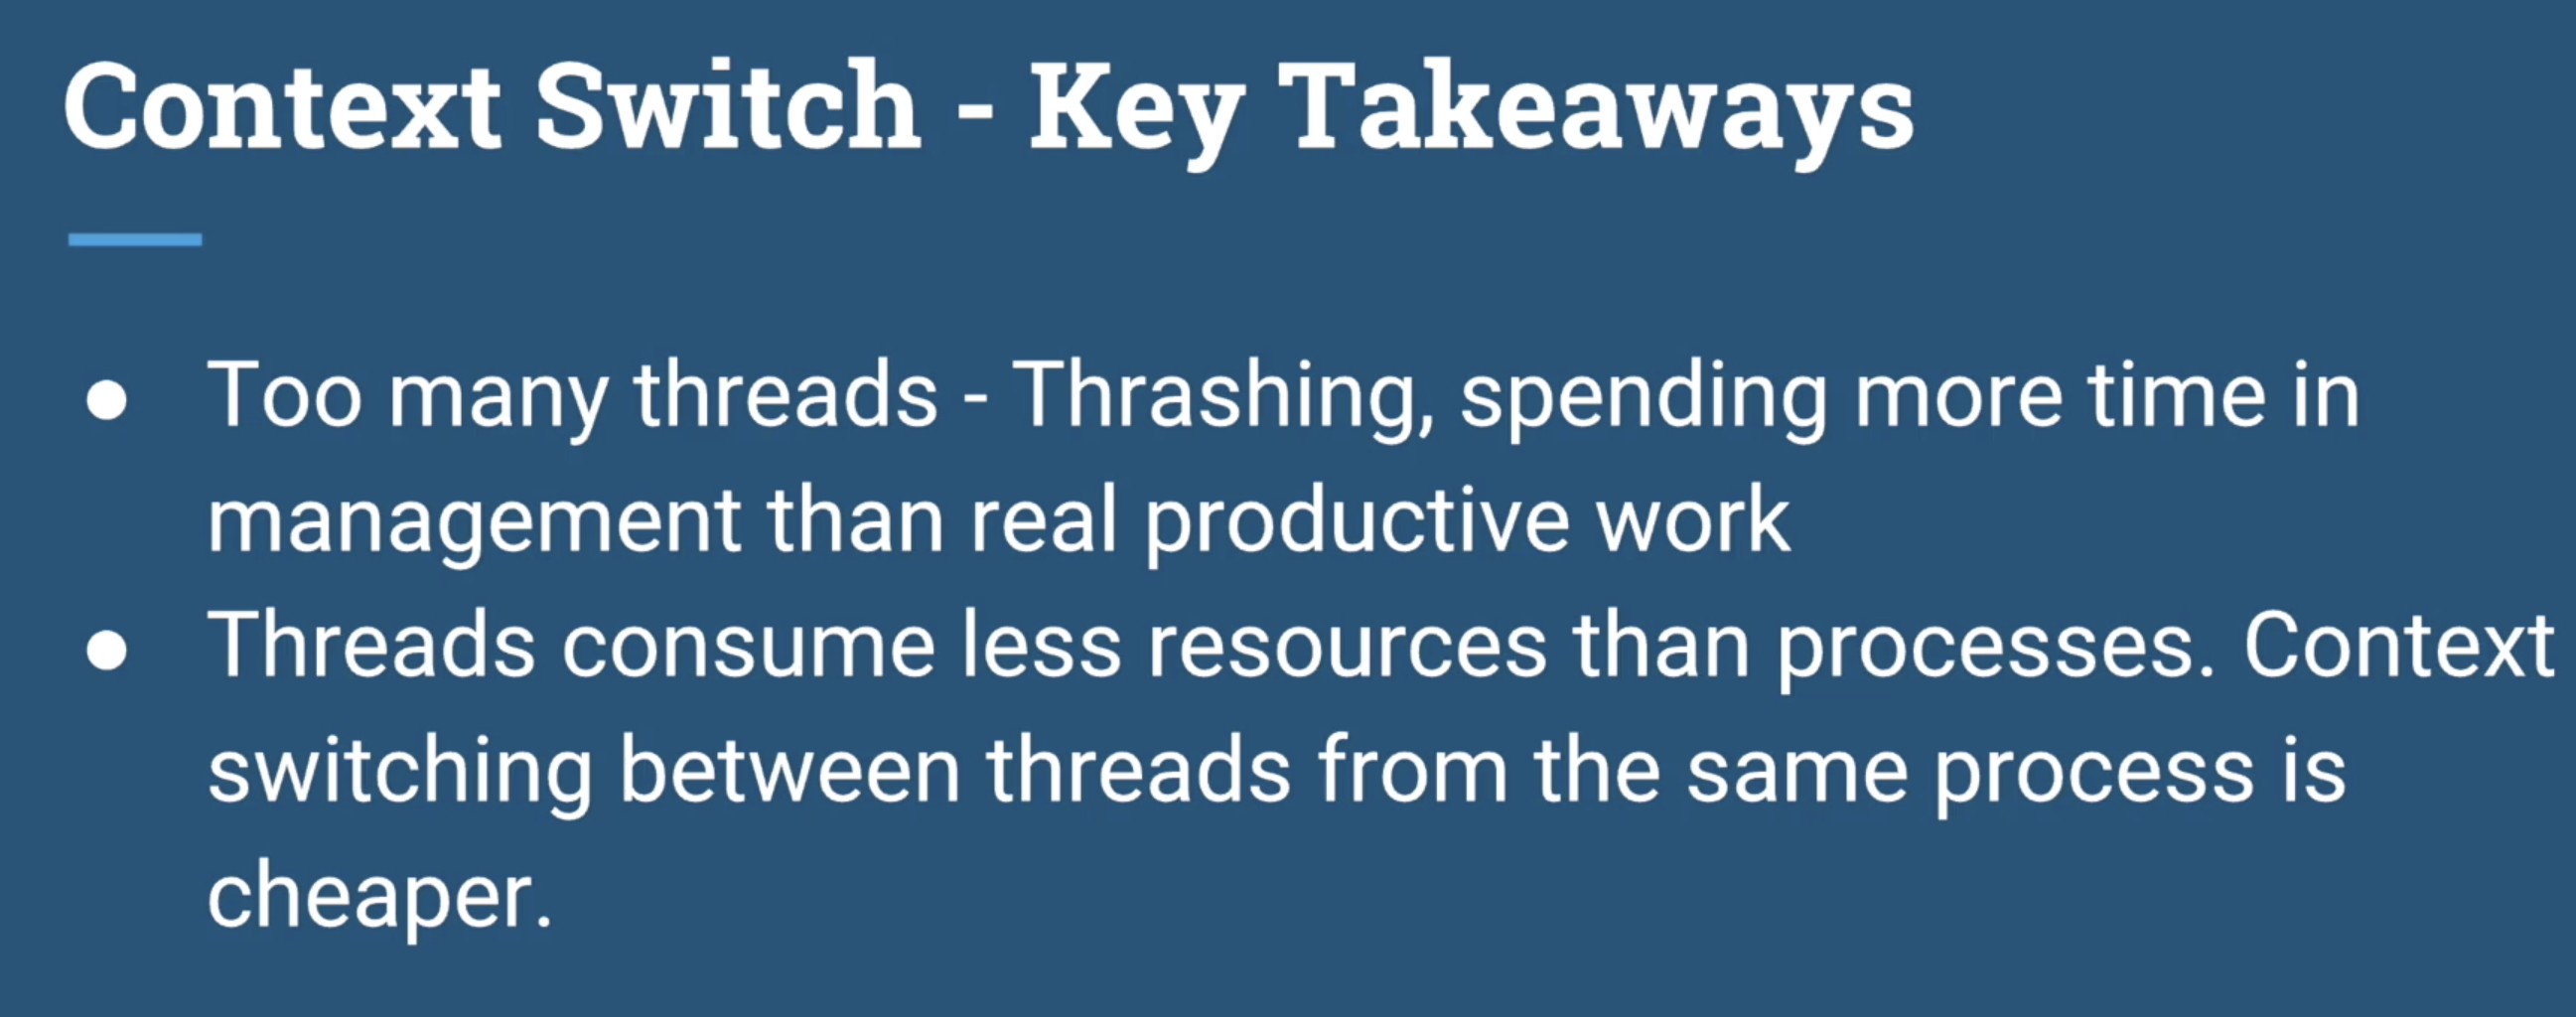 Context Switch - Key Takeaways
● Too many threads - Thrashing, spending more time in
management than real productive work
● Threads consume less resources than processes. Context
switching between threads from the same process is
cheaper.